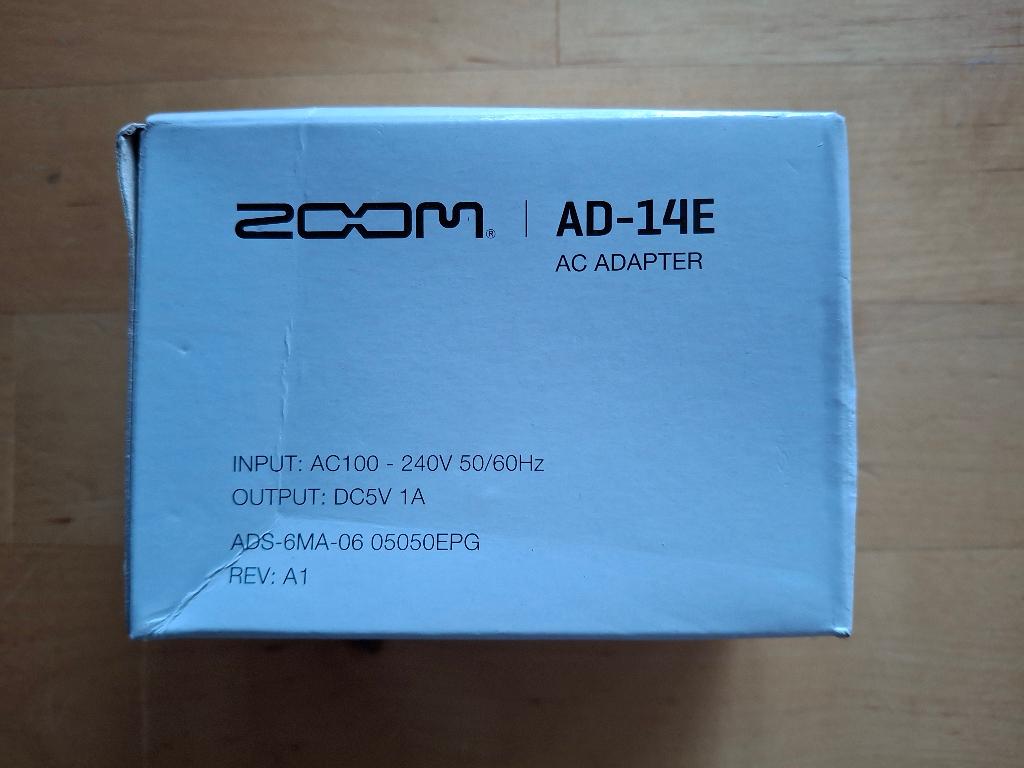 ZOOM® | AD-14E
AC ADAPTER
INPUT: AC100 - 240V 50/60Hz
OUTPUT: DC5V 1A
ADS-6MA-06 05050EPG
REV: A1